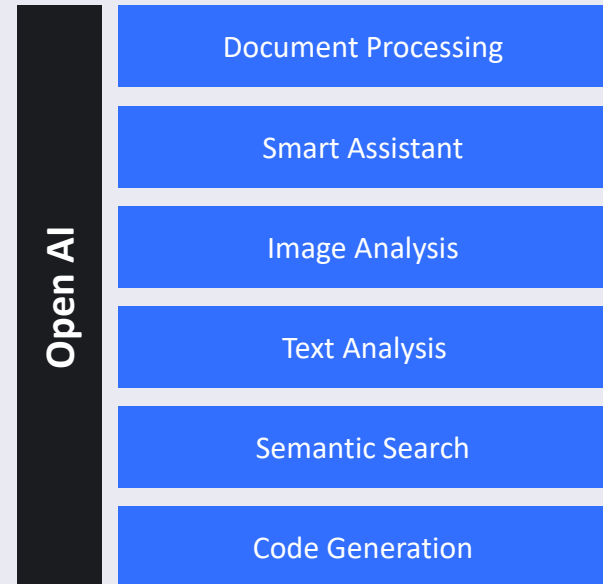 Open AI
Document Processing
Smart Assistant
Image Analysis
Text Analysis
Semantic Search
Code Generation